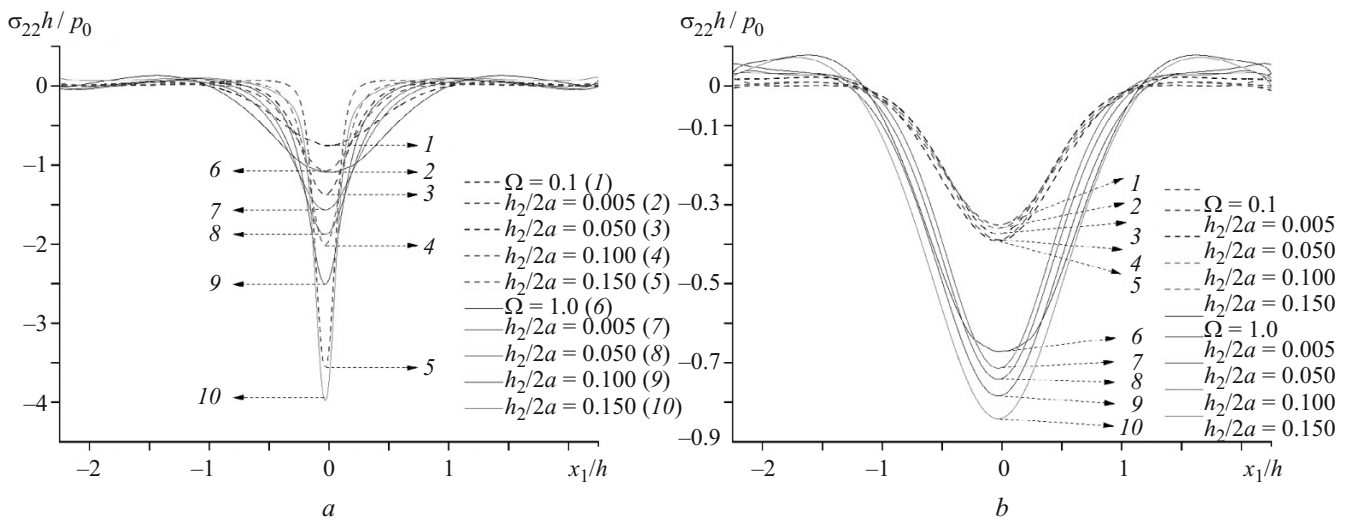 σ22h / p0
0
–1
–2
–3
–4
–2
–1
0
1
x1/h
1
2
3
4
5
6
7
8
9
10
Ω = 0.1 (1)
h2/2a = 0.005 (2)
h2/2a = 0.050 (3)
h2/2a = 0.100 (4)
h2/2a = 0.150 (5)
Ω = 1.0 (6)
h2/2a = 0.005 (7)
h2/2a = 0.050 (8)
h2/2a = 0.100 (9)
h2/2a = 0.150 (10)
a
σ22h / p0
0
–0.1
–0.3
–0.5
–0.7
–0.9
–2
–1
0
1
x1/h
1
2
3
4
5
6
7
8
9
10
Ω = 0.1
h2/2a = 0.005
h2/2a = 0.050
h2/2a = 0.100
h2/2a = 0.150
Ω = 1.0
h2/2a = 0.005
h2/2a = 0.050
h2/2a = 0.100
h2/2a = 0.150
b